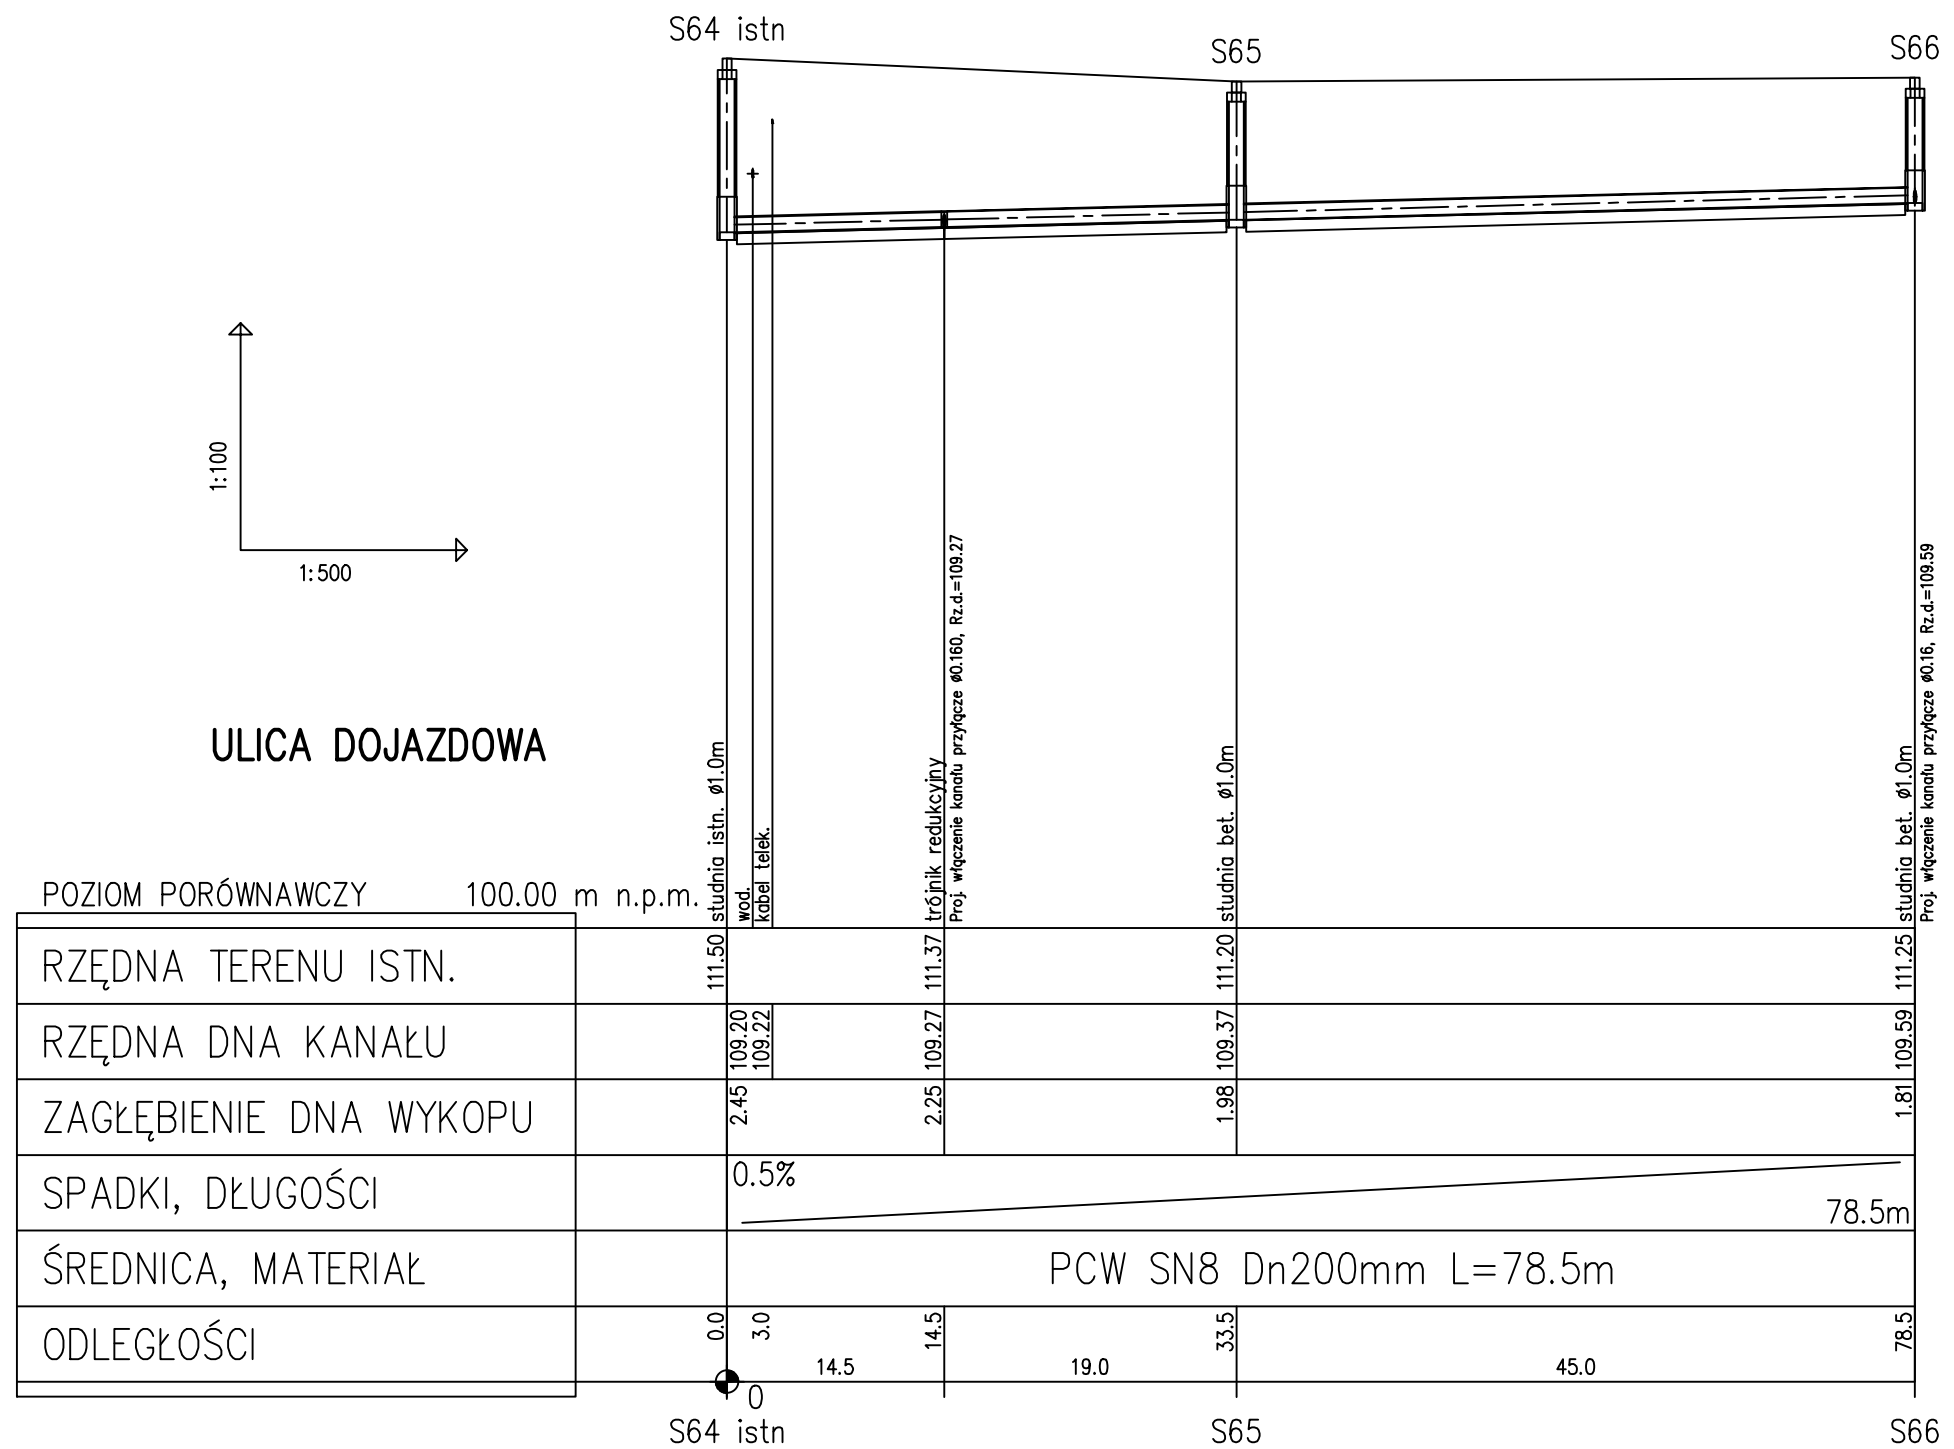 S64 istn
S65
S66
1:100
1:500
ULICA DOJAZDOWA
studnia istn. ø1.0m
wod.
kabel telek.
trójnik redukcyjny
Proj. włączenie kanału przyłącze ø0.160, Rz.d.=109.27
studnia bet. ø1.0m
studnia bet. ø1.0m
Proj. włączenie kanału przyłącze ø0.16, Rz.d.=109.59
POZIOM PORÓWNAWCZY 100.00 m n.p.m.
RZĘDNA TERENU ISTN. 111.50 111.37 111.20 111.25
RZĘDNA DNA KANAŁU 109.20 109.22 109.27 109.37 109.59
ZAGŁĘBIENIE DNA WYKOPU 2.45 2.25 1.98 1.81
SPADKI, DŁUGOŚCI 0.5% 78.5m
ŚREDNICA, MATERIAŁ PCW SN8 Dn200mm L=78.5m
ODLEGŁOŚCI 0.0 3.0 14.5 33.5 78.5
14.5 19.0 45.0
0
S64 istn
S65
S66